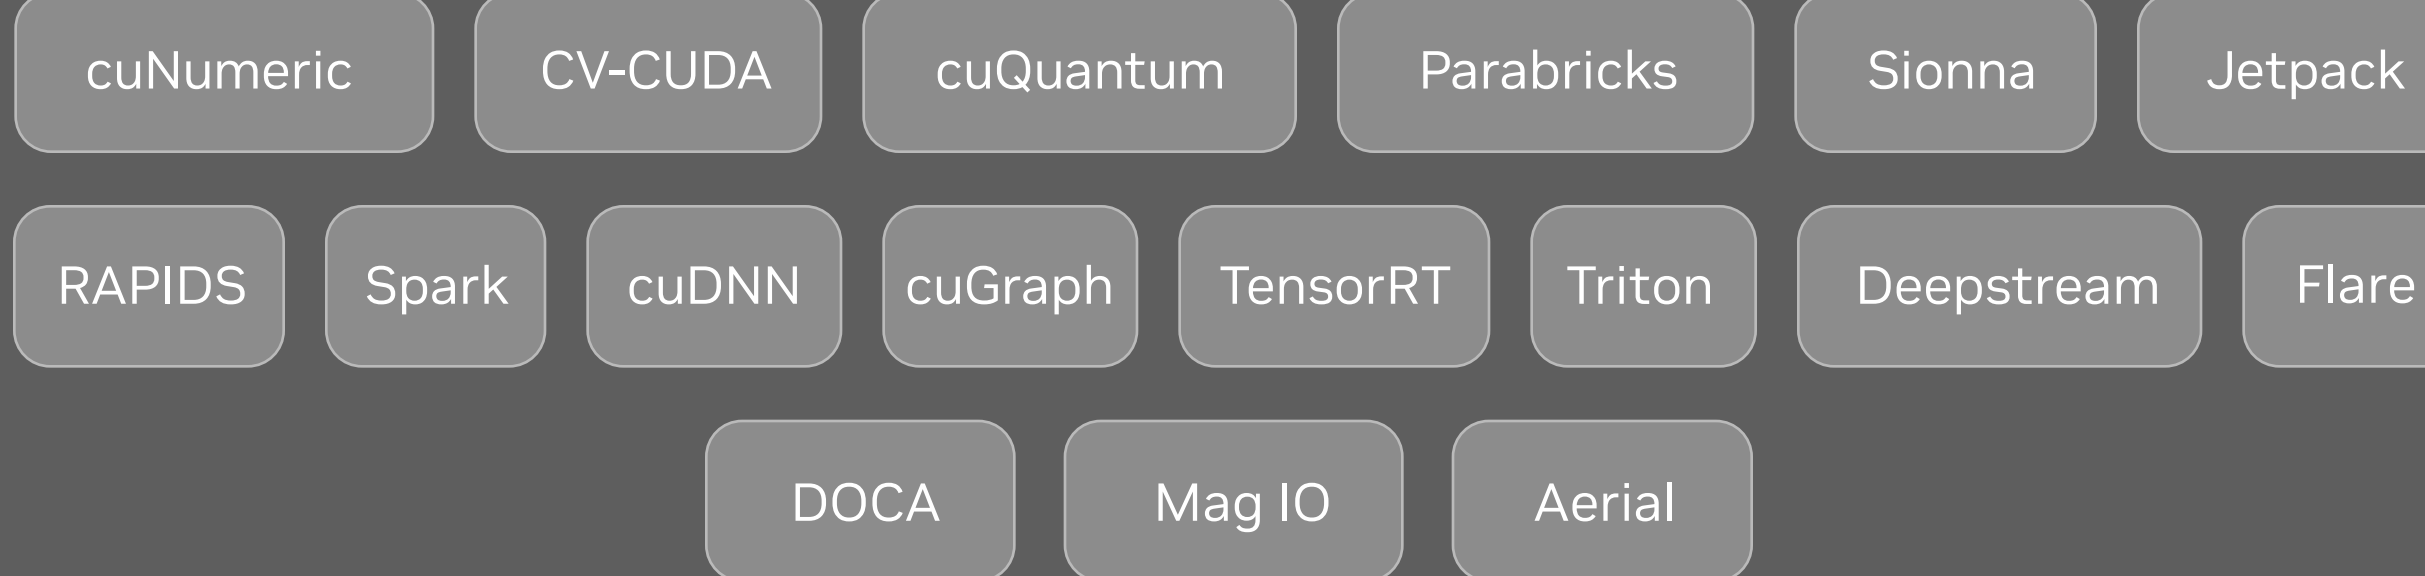 cuNumeric CV-CUDA cuQuantum Parabricks Sionna Jetpack
RAPIDS Spark cuDNN cuGraph TensorRT Triton Deepstream Flare
DOCA Mag IO Aerial